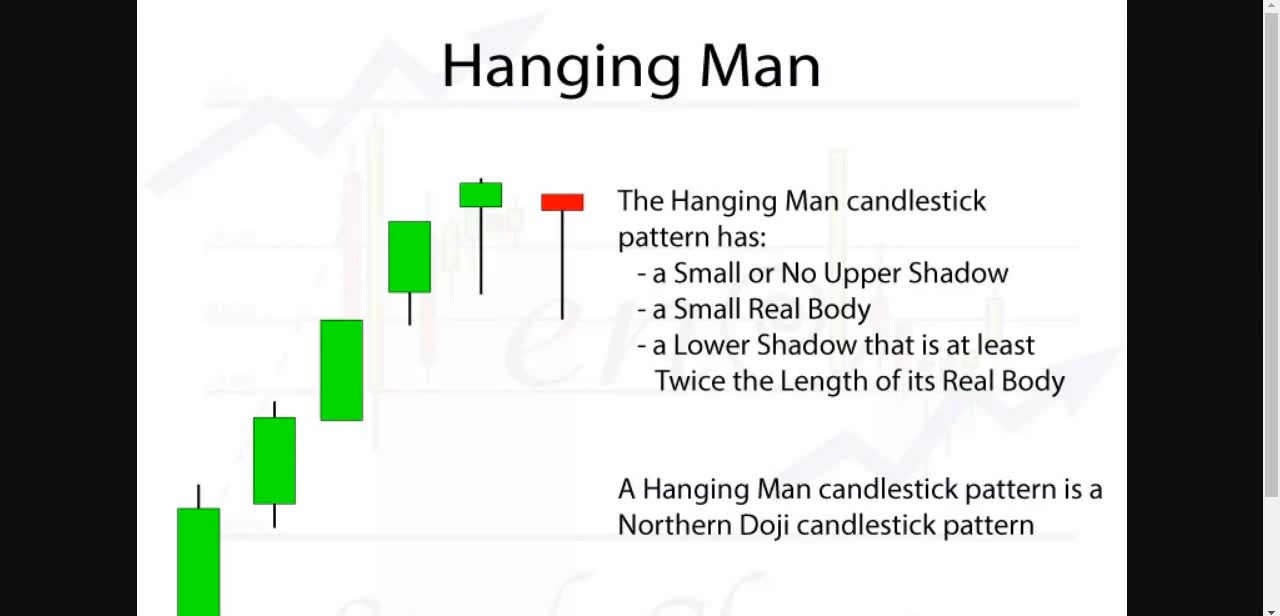 Hanging Man
The Hanging Man candlestick
pattern has:
- a Small or No Upper Shadow
- a Small Real Body
- a Lower Shadow that is at least
Twice the Length of its Real Body
A Hanging Man candlestick pattern is a
Northern Doji candlestick pattern